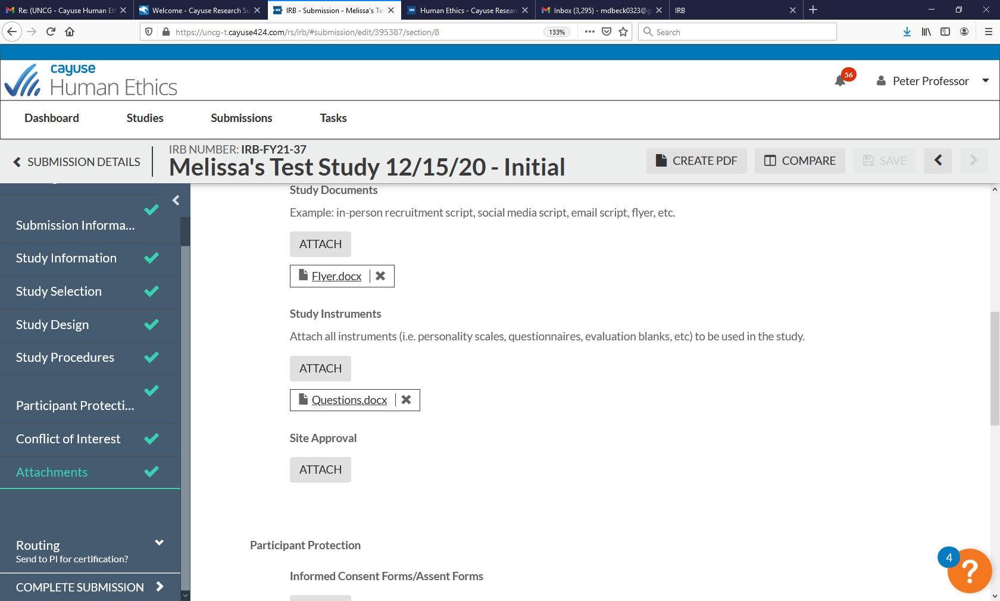 Re: (UNCG - Cayuse Human Et
Welcome - Cayuse Research Su
IRB - Submission - Melissa's Te
Human Ethics - Cayuse Resear
Inbox (3,295) - mdbeck0323@g
IRB
https://uncg-t.cayuse424.com/rs/irb/#submission/edit/395387/section/8
133%
Search
cayuse
Human Ethics
56
Peter Professor
Dashboard
Studies
Submissions
Tasks
SUBMISSION DETAILS
IRB NUMBER: IRB-FY21-37
Melissa's Test Study 12/15/20 - Initial
CREATE PDF
COMPARE
SAVE
Submission Informa...
Study Information
Study Selection
Study Design
Study Procedures
Participant Protecti...
Conflict of Interest
Attachments
Routing
Send to PI for certification?
COMPLETE SUBMISSION
Study Documents
Example: in-person recruitment script, social media script, email script, flyer, etc.
ATTACH
Flyer.docx
Study Instruments
Attach all instruments (i.e. personality scales, questionnaires, evaluation blanks, etc) to be used in the study.
ATTACH
Questions.docx
Site Approval
ATTACH
Participant Protection
Informed Consent Forms/Assent Forms
4
?